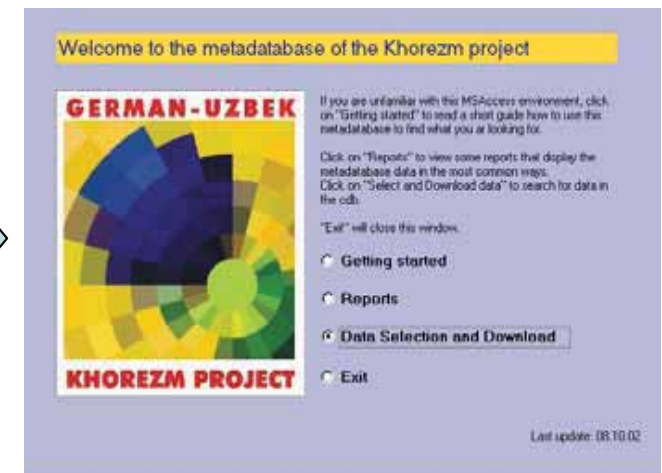 Welcome to the metadatabase of the Khorezm project
GERMAN-UZBEK
KHOREZM PROJECT
If you are unfamiliar with this MSAccess environment, click
on "Getting started" to read a short guide how to use this
metadatabase to find what you ar looking for.
Click on "Reports" to view some reports that display the
metadatabase data in the most common ways.
Click on "Select and Download data" to search for data in
the cdb.
"Exit" will close this window.
Getting started
Reports
Data Selection and Download
Exit
Last update: 08.10.02